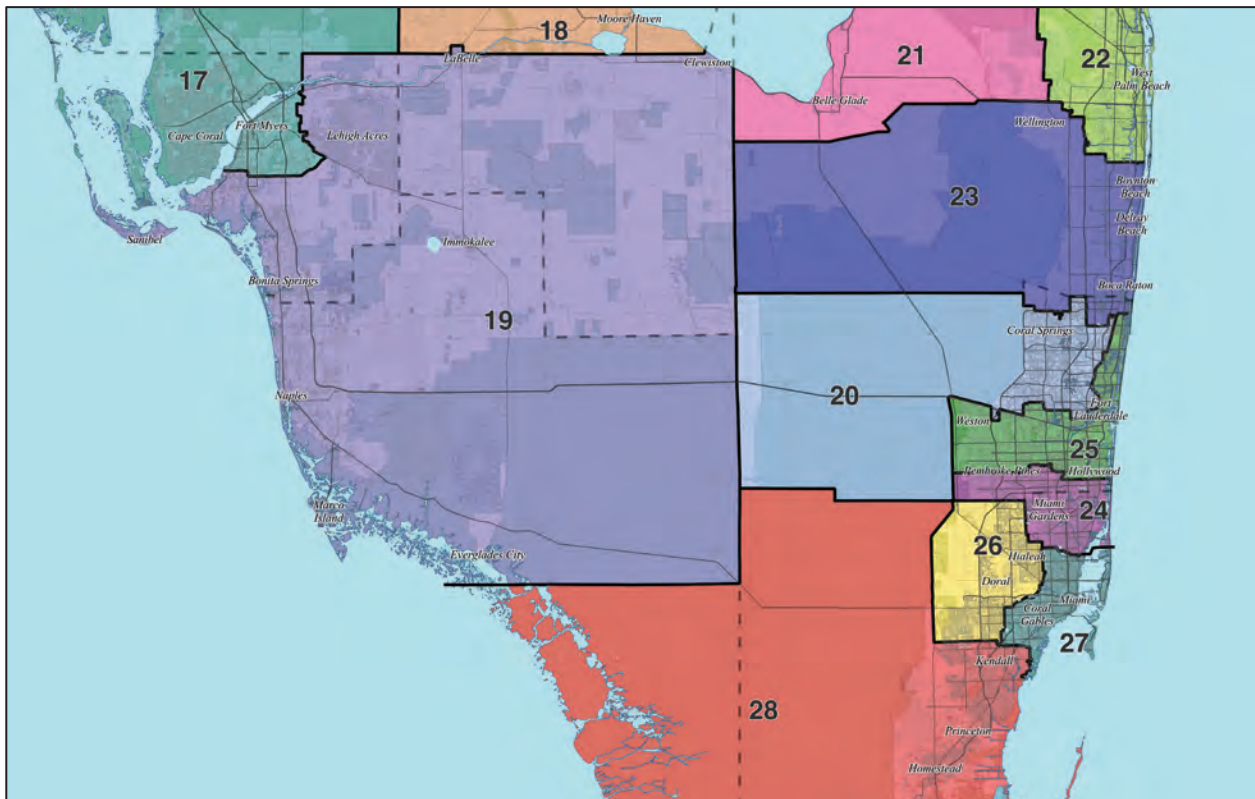 Moore Haven
18
LaBelle
Clewiston
21
22
17
West
Palm Beach
Belle Glade
Cape Coral
Fort Myers
Lehigh Acres
Wellington
Boynton
Beach
23
Delray
Beach
Sanibel
Immokalee
Bonita Springs
Boca Raton
19
Coral Springs
20
Naples
Fort
Lauderdale
Weston
25
Pembroke Pines
Hollywood
Marco
Island
Miami
Gardens
24
26
Everglades City
Hialeah
Doral
Miami
Coral
Gables
27
Kendall
28
Princeton
Homestead